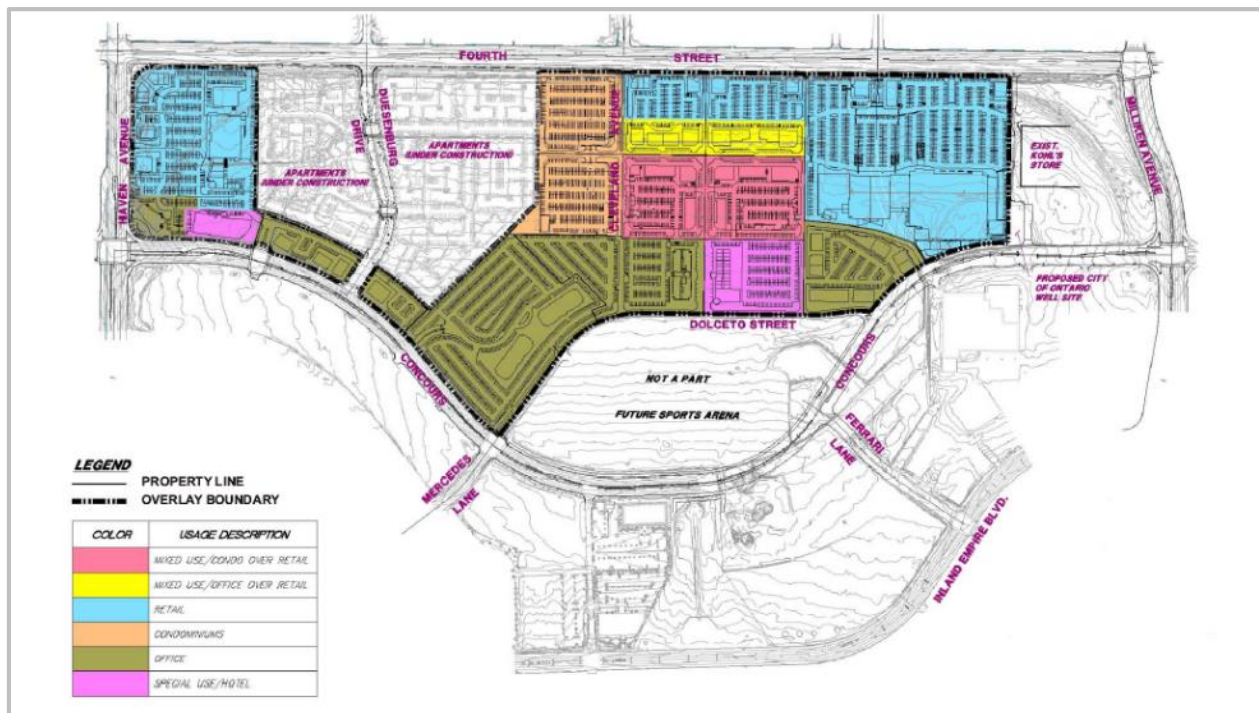 FOURTH STREET
HAVEN AVENUE
DUESENBURG
DRIVE
APARTMENTS
(UNDER CONSTRUCTION)
APARTMENTS
(UNDER CONSTRUCTION)
CLEVELAND AVENUE
MILLIKEN AVENUE
EXIST.
KOHL'S
STORE
PROPOSED CITY
OF ONTARIO
WELL SITE
DOLCETO STREET
CONCOURS
CONCOURS
NOT A PART
FUTURE SPORTS ARENA
FERRARI
LANE
MERCEDES
LANE
INLAND EMPIRE BLVD.
LEGEND
PROPERTY LINE
OVERLAY BOUNDARY
COLOR USAGE DESCRIPTION
MIXED USE/CONDO OVER RETAIL
MIXED USE/OFFICE OVER RETAIL
RETAIL
CONDOMINIUMS
OFFICE
SPECIAL USE/HOTEL